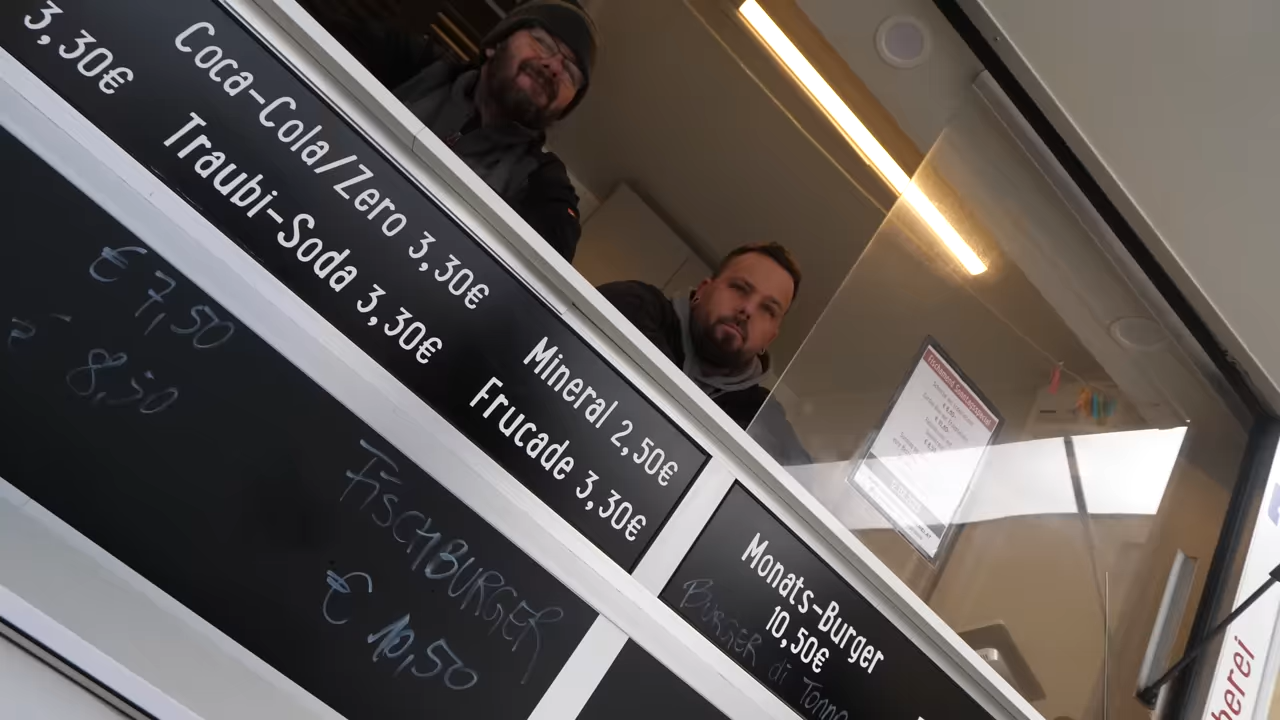 3,30€
Coca-Cola/Zero 3,30€
Traubi-Soda 3,30€
Mineral 2,50€
Frucade 3,30€
€ 7,50
8,50
FISCHBURGER
€ 10,50
Monats-Burger
10,50€
BURGER di Tonno
berei